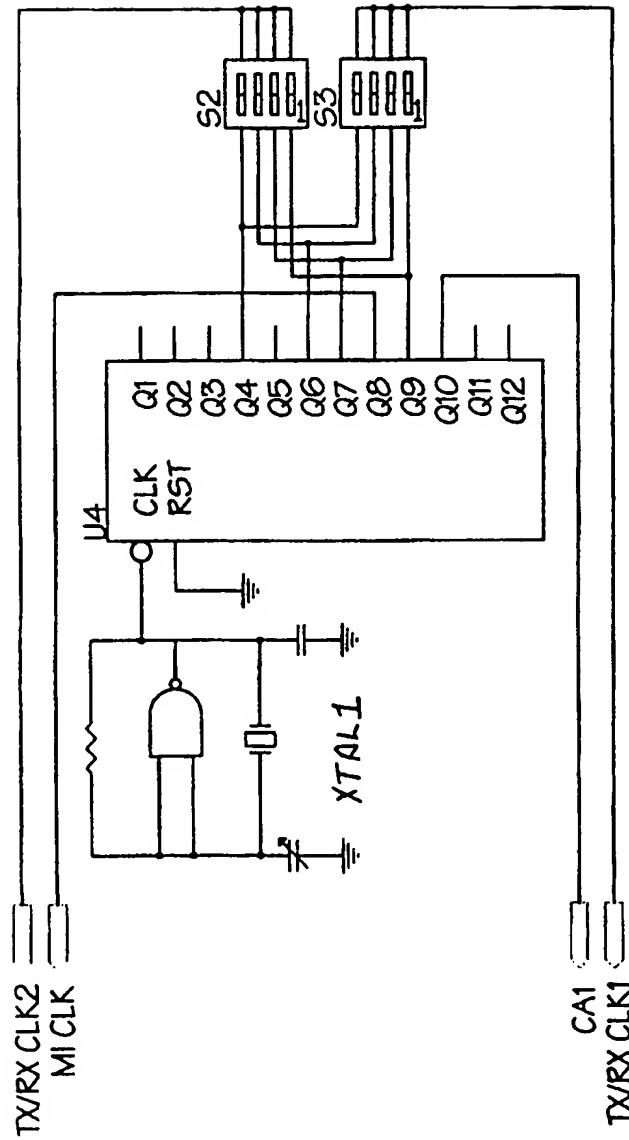 TX/RX CLK2
MI CLK
U4
CLK
RST
Q1
Q2
Q3
Q4
Q5
Q6
Q7
Q8
Q9
Q10
Q11
Q12
S2
1
S3
1
XTAL1
CA1
TX/RX CLK1